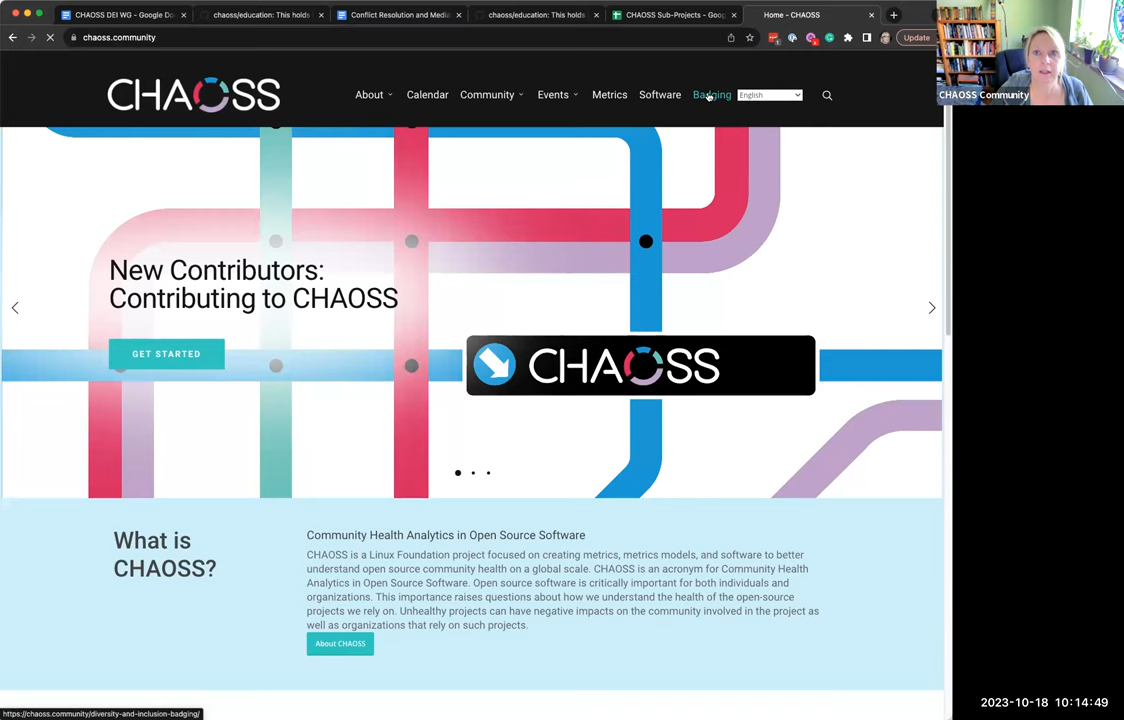 CHAOSS DEI WG - Google Do
chaoss/education: This holds
Conflict Resolution and Media
chaoss/education: This holds
CHAOSS Sub-Projects - Goog
Home - CHAOSS
chaoss.community
Update
CHAOSS Community
CHAOSS
About
Calendar
Community
Events
Metrics
Software
Badging
English
New Contributors:
Contributing to CHAOSS
GET STARTED
CHAOSS
What is
CHAOSS?
Community Health Analytics in Open Source Software
CHAOSS is a Linux Foundation project focused on creating metrics, metrics models, and software to better
understand open source community health on a global scale. CHAOSS is an acronym for Community Health
Analytics in Open Source Software. Open source software is critically important for both individuals and
organizations. This importance raises questions about how we understand the health of the open-source
projects we rely on. Unhealthy projects can have negative impacts on the community involved in the project as
well as organizations that rely on such projects.
About CHAOSS
https://chaoss.community/diversity-and-inclusion-badging/
2023-10-18 10:14:49